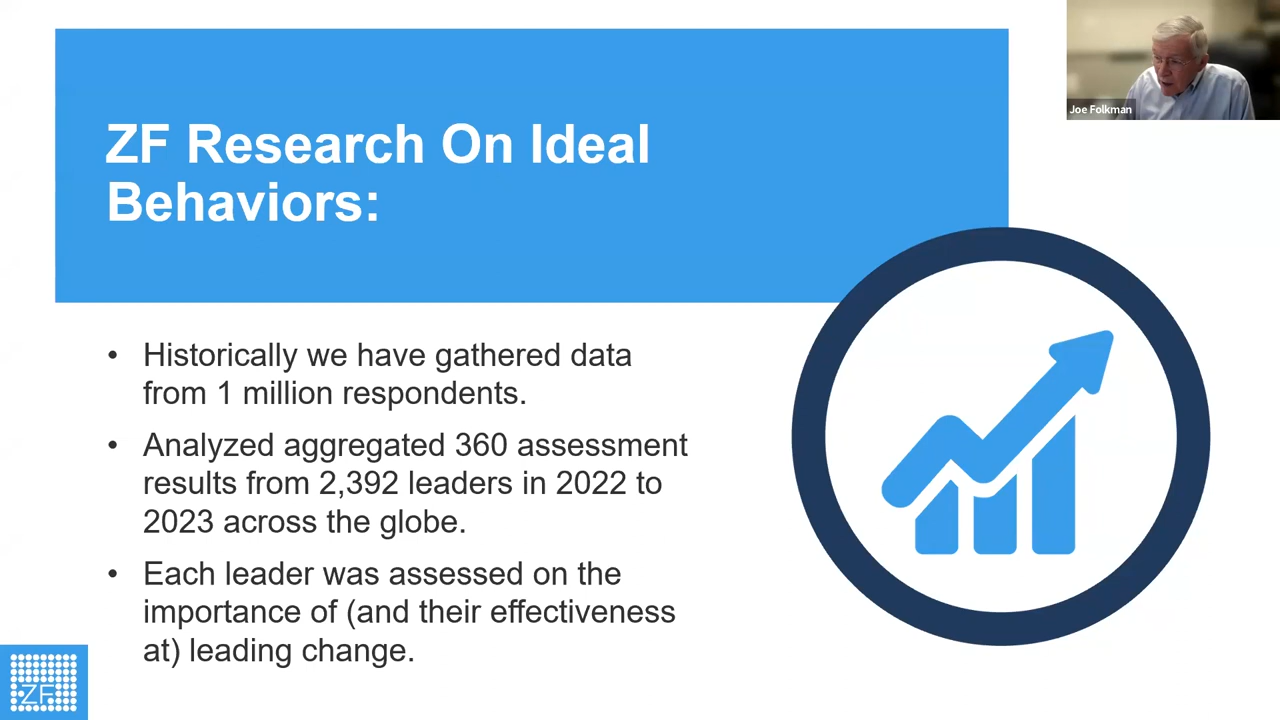 Joe Folkman
ZF Research On Ideal
Behaviors:
• Historically we have gathered data
from 1 million respondents.
• Analyzed aggregated 360 assessment
results from 2,392 leaders in 2022 to
2023 across the globe.
• Each leader was assessed on the
importance of (and their effectiveness
at) leading change.
ZF